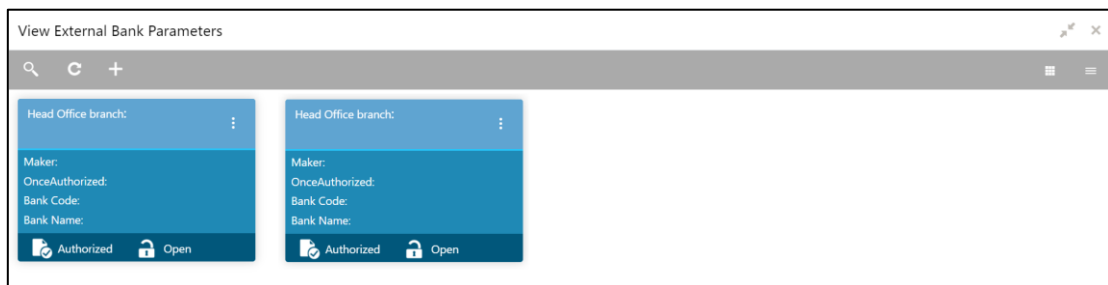 View External Bank Parameters
Head Office branch:
Maker:
OnceAuthorized:
Bank Code:
Bank Name:
Authorized Open
Head Office branch:
Maker:
OnceAuthorized:
Bank Code:
Bank Name:
Authorized Open